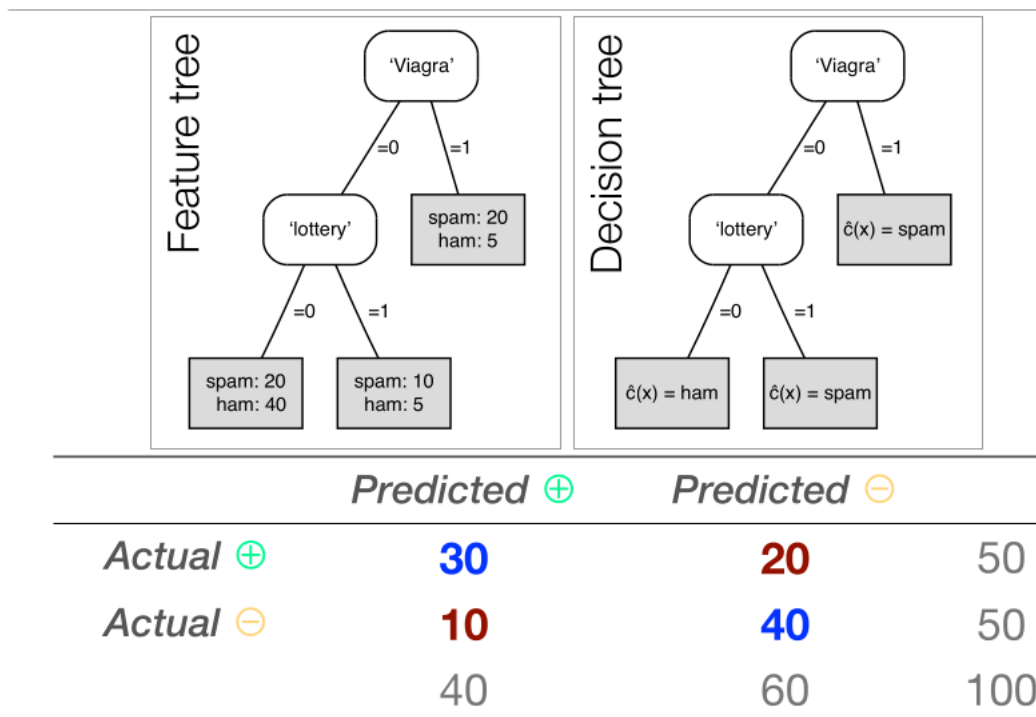 Feature tree
'Viagra'
=0
=1
'lottery'
spam: 20
ham: 5
=0
=1
spam: 20
ham: 40
spam: 10
ham: 5
Decision tree
'Viagra'
=0
=1
'lottery'
ĉ(x) = spam
=0
=1
ĉ(x) = ham
ĉ(x) = spam
Predicted ⊕ Predicted ⊖
Actual ⊕ 30 20 50
Actual ⊖ 10 40 50
40 60 100